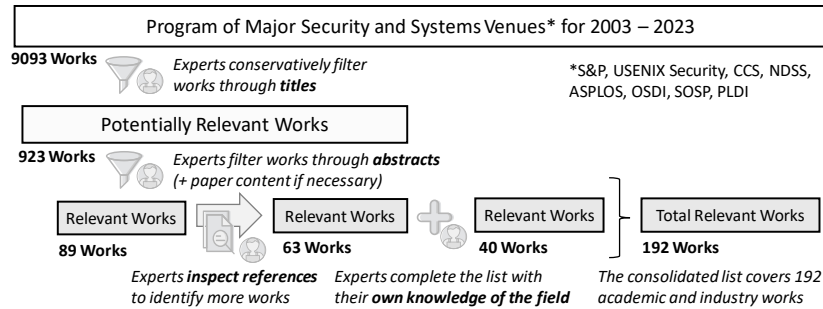 Program of Major Security and Systems Venues* for 2003 – 2023
9093 Works
Experts conservatively filter
works through titles
*S&P, USENIX Security, CCS, NDSS,
ASPLOS, OSDI, SOSP, PLDI
Potentially Relevant Works
923 Works
Experts filter works through abstracts
(+ paper content if necessary)
Relevant Works
89 Works
Relevant Works
63 Works
Relevant Works
40 Works
Total Relevant Works
192 Works
Experts inspect references
to identify more works
Experts complete the list with
their own knowledge of the field
The consolidated list covers 192
academic and industry works